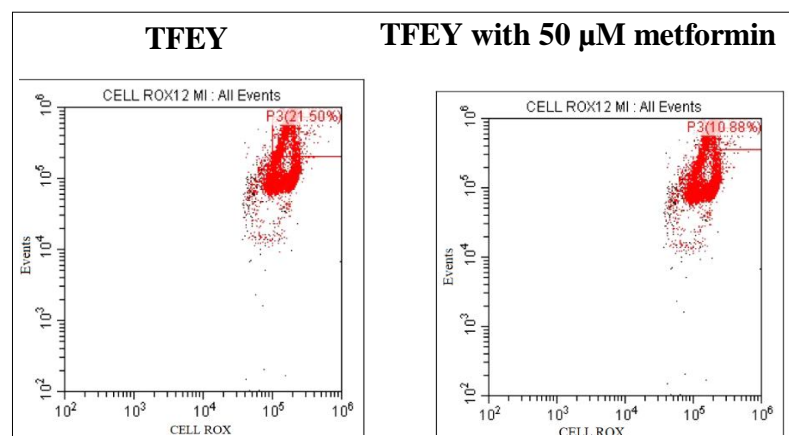 TFEY
TFEY with 50 µM metformin
CELL ROX12 MI : All Events
P3(21.50%)
Events
10^6
10^5
10^4
10^3
10^2
10^2 10^3 10^4 10^5 10^6
CELL ROX
CELL ROX12 MI : All Events
P3(10.88%)
Events
10^6
10^5
10^4
10^3
10^2
10^2 10^3 10^4 10^5 10^6
CELL ROX